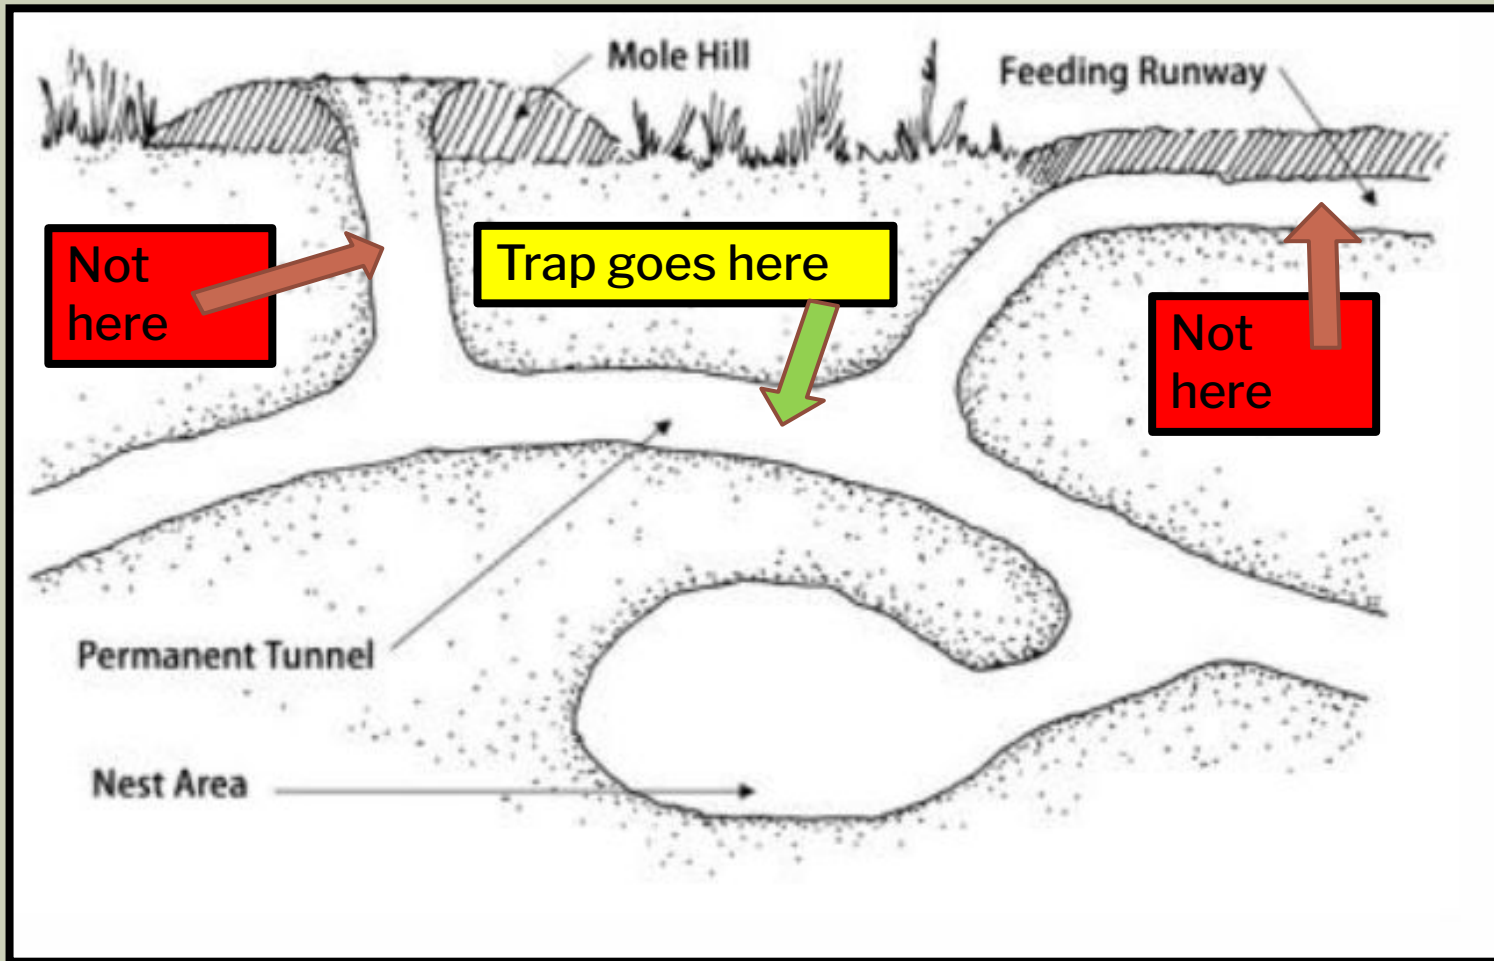 Mole Hill
Feeding Runway
Not
here
Trap goes here
Not
here
Permanent Tunnel
Nest Area